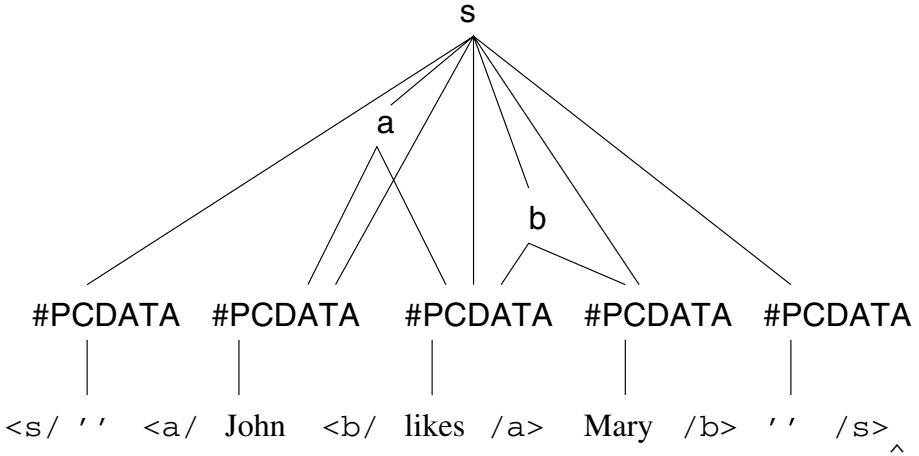 s
a
b
#PCDATA #PCDATA #PCDATA #PCDATA #PCDATA
<s/ '' <a/ John <b/ likes /a> Mary /b> '' /s>
^